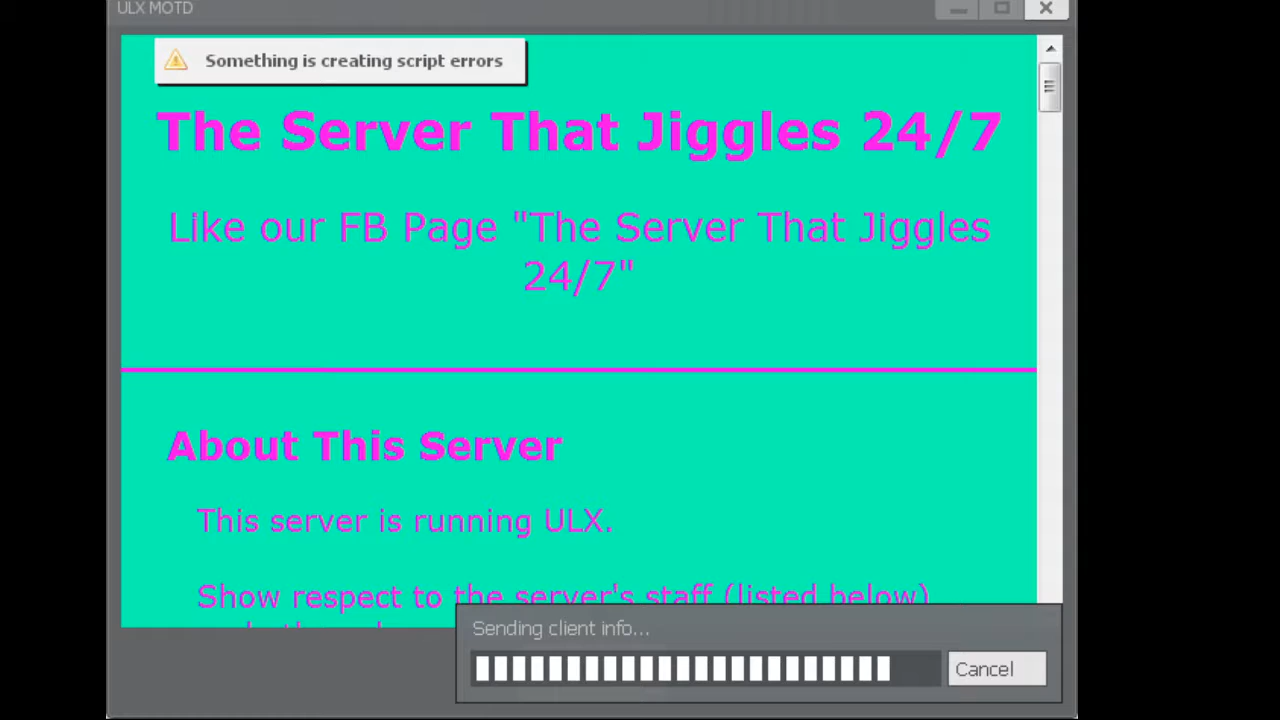 ULX MOTD
Something is creating script errors
The Server That Jiggles 24/7
Like our FB Page "The Server That Jiggles
24/7"
About This Server
This server is running ULX.
Show respect to the server's staff (listed below)
Sending client info...
Cancel